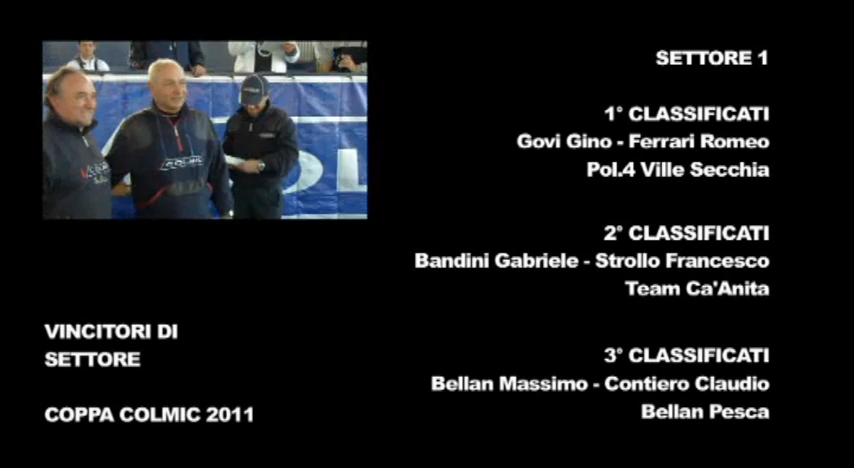 SETTORE 1
1° CLASSIFICATI
Govi Gino - Ferrari Romeo
Pol.4 Ville Secchia
2° CLASSIFICATI
Bandini Gabriele - Strollo Francesco
Team Ca'Anita
3° CLASSIFICATI
Bellan Massimo - Contiero Claudio
Bellan Pesca
VINCITORI DI
SETTORE
COPPA COLMIC 2011
COLMIC